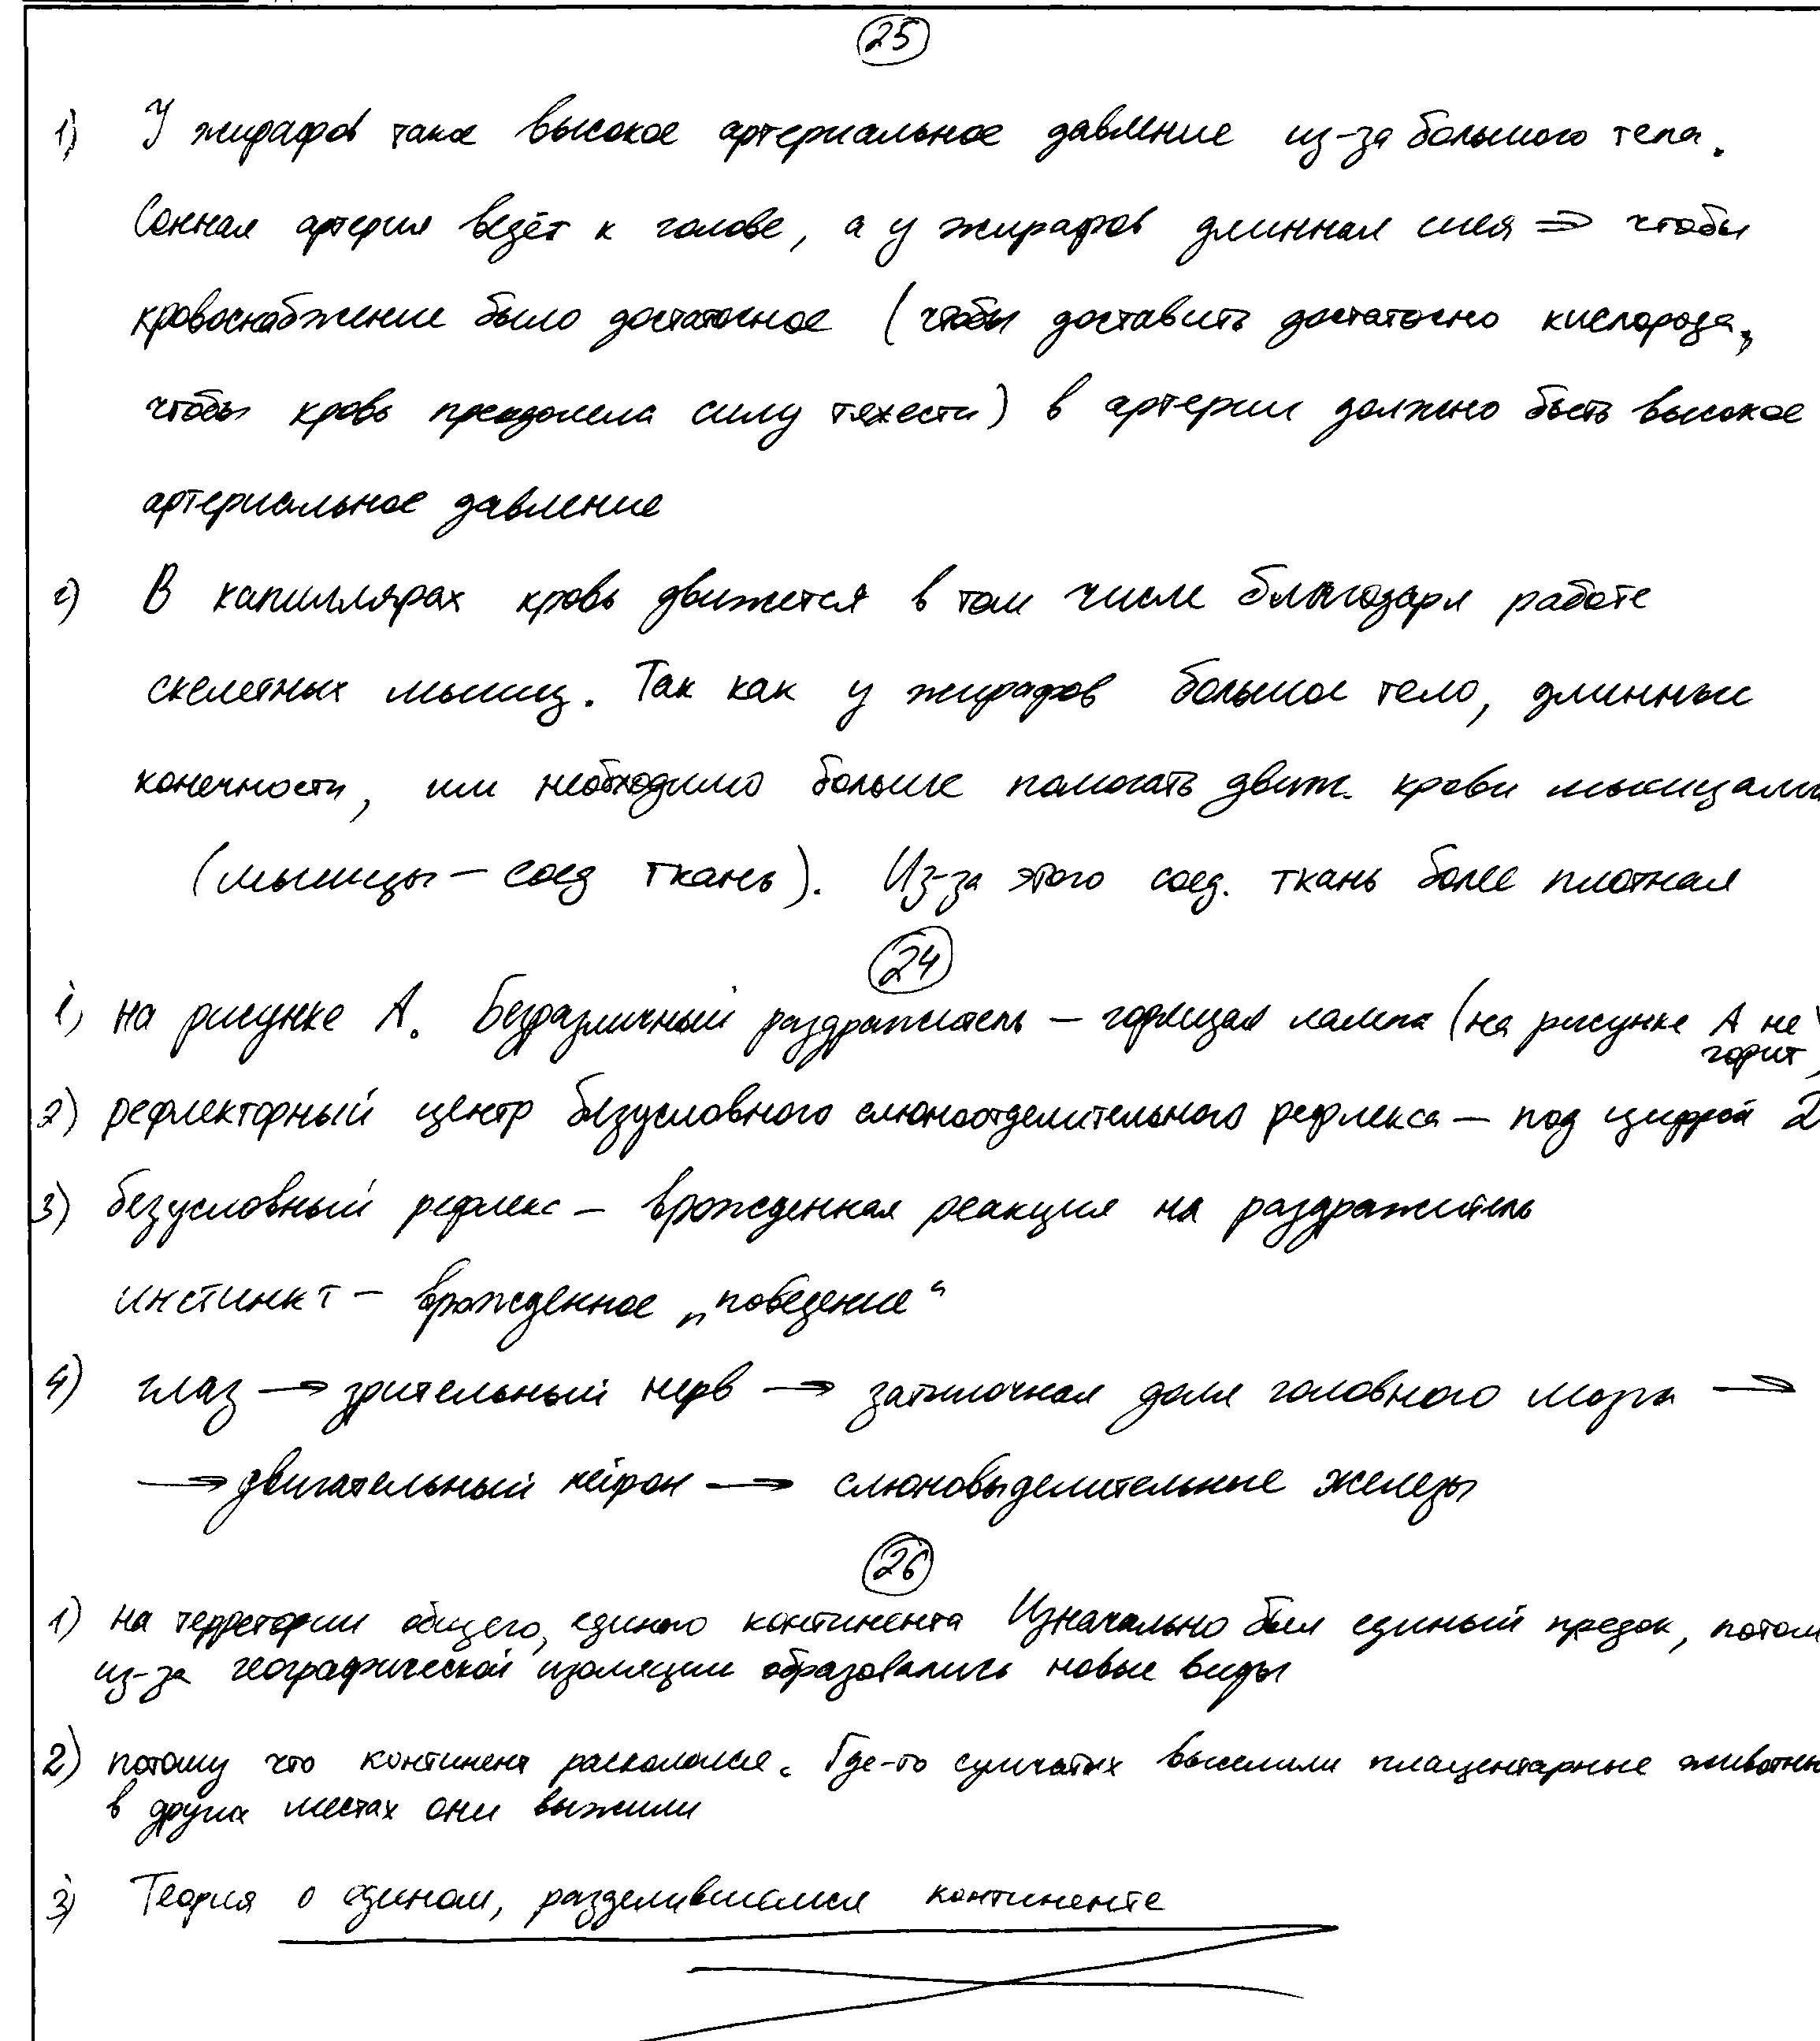 25
1) У жирафов такое высокое артериальное давление из-за большого тела.
Сонная артерия везёт к голове, а у жирафов длинная шея ⇒ чтобы
кровоснабжение было достаточное (чтобы доставить достаточно кислорода,
чтобы кровь преодолела силу тяжести) в артерии должно быть высокое
артериальное давление
2) В капиллярах кровь движется в том числе благодаря работе
скелетных мышц. Так как у жирафов большое тело, длинные
конечности, им необходимо больше помогать движ. крови мышцами
(мышцы – соед ткань). Из-за этого соед. ткань более плотная
24
1) на рисунке А. Безразличный раздражитель – горящая лампа (на рисунке А не
горит)
2) рефлекторный центр безусловного слюноотделительного рефлекса – под цифрой 2
3) безусловный рефлекс – врожденная реакция на раздражитель
инстинкт – врожденное „поведение“
4) глаз → зрительный нерв → затылочная доля головного мозга →
→ двигательный нейрон → слюновыделительные железы
26
1) на терретории общего, единого континента Изначально был единый предок, потом
из-за географической изоляции образовались новые виды
2) потому что континент раскололся. Где-то сумчатых выселили плацентарные животные
в других местах они выжили
3) Теория о едином, разделившемся континенте